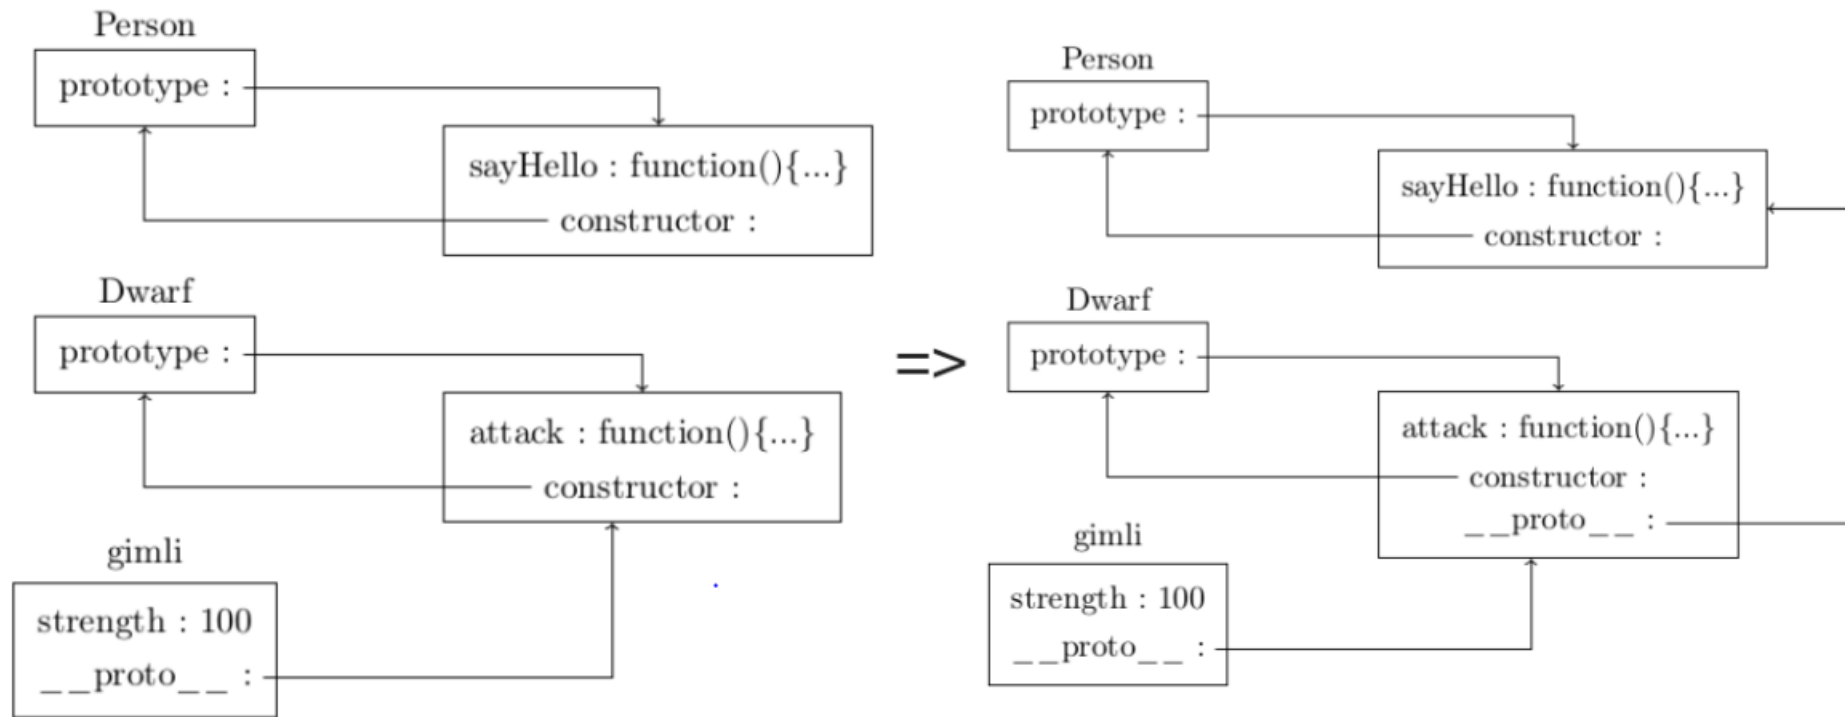 Person
prototype :
sayHello : function(){...}
constructor :
Dwarf
prototype :
attack : function(){...}
constructor :
gimli
strength : 100
__proto__ :
=>
Person
prototype :
sayHello : function(){...}
constructor :
Dwarf
prototype :
attack : function(){...}
constructor :
__proto__ :
gimli
strength : 100
__proto__ :